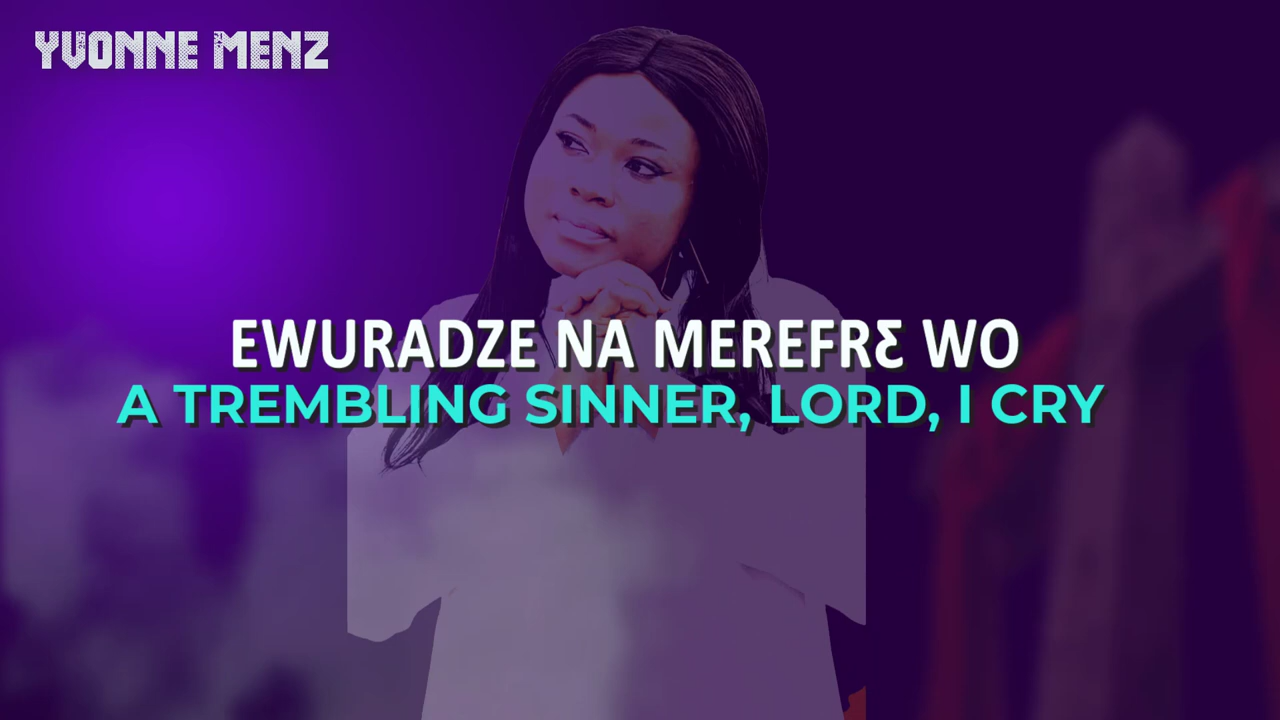 YVONNE MENZ
EWURADZE NA MEREFRƐ WO
A TREMBLING SINNER, LORD, I CRY